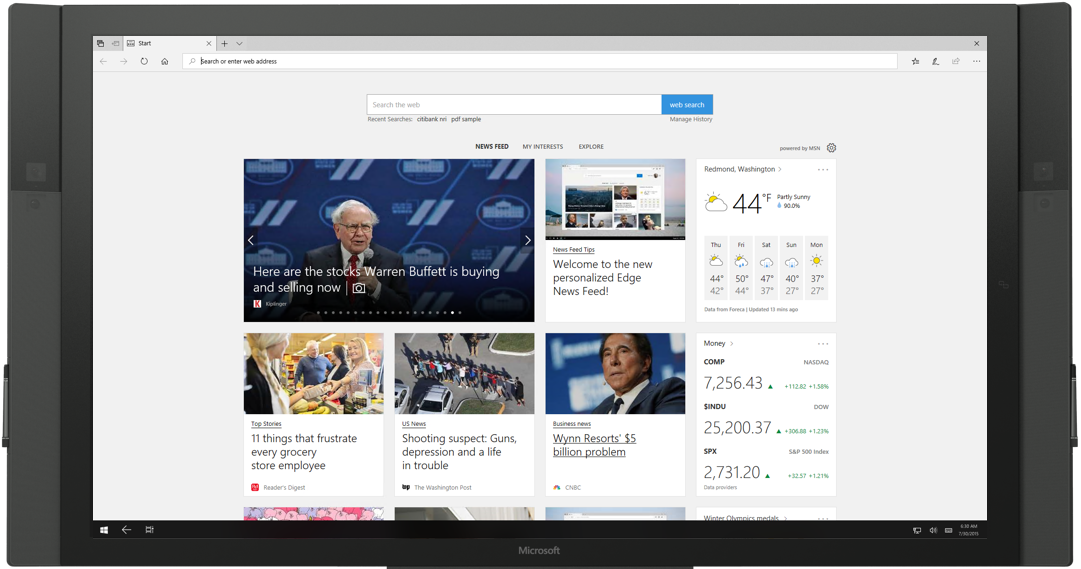 Start
Search or enter web address
Search the web
web search
Recent Searches: citibank nri pdf sample
Manage History
NEWS FEED MY INTERESTS EXPLORE
powered by MSN
Here are the stocks Warren Buffett is buying
and selling now
Kiplinger
News Feed Tips
Welcome to the new
personalized Edge
News Feed!
Redmond, Washington
44°F
Partly Sunny
90.0%
Thu Fri Sat Sun Mon
44° 50° 47° 40° 37°
42° 44° 37° 27° 27°
Data from Foreca | Updated 13 mins ago
Top Stories
11 things that frustrate
every grocery
store employee
Reader's Digest
US News
Shooting suspect: Guns,
depression and a life
in trouble
wp The Washington Post
Business news
Wynn Resorts' $5
billion problem
CNBC
Money
COMP NASDAQ
7,256.43 +112.82 +1.58%
$INDU DOW
25,200.37 +306.88 +1.23%
SPX S&P 500 Index
2,731.20 +32.57 +1.21%
Data providers
Winter Olympics medals
6:30 AM
7/30/2015
Microsoft